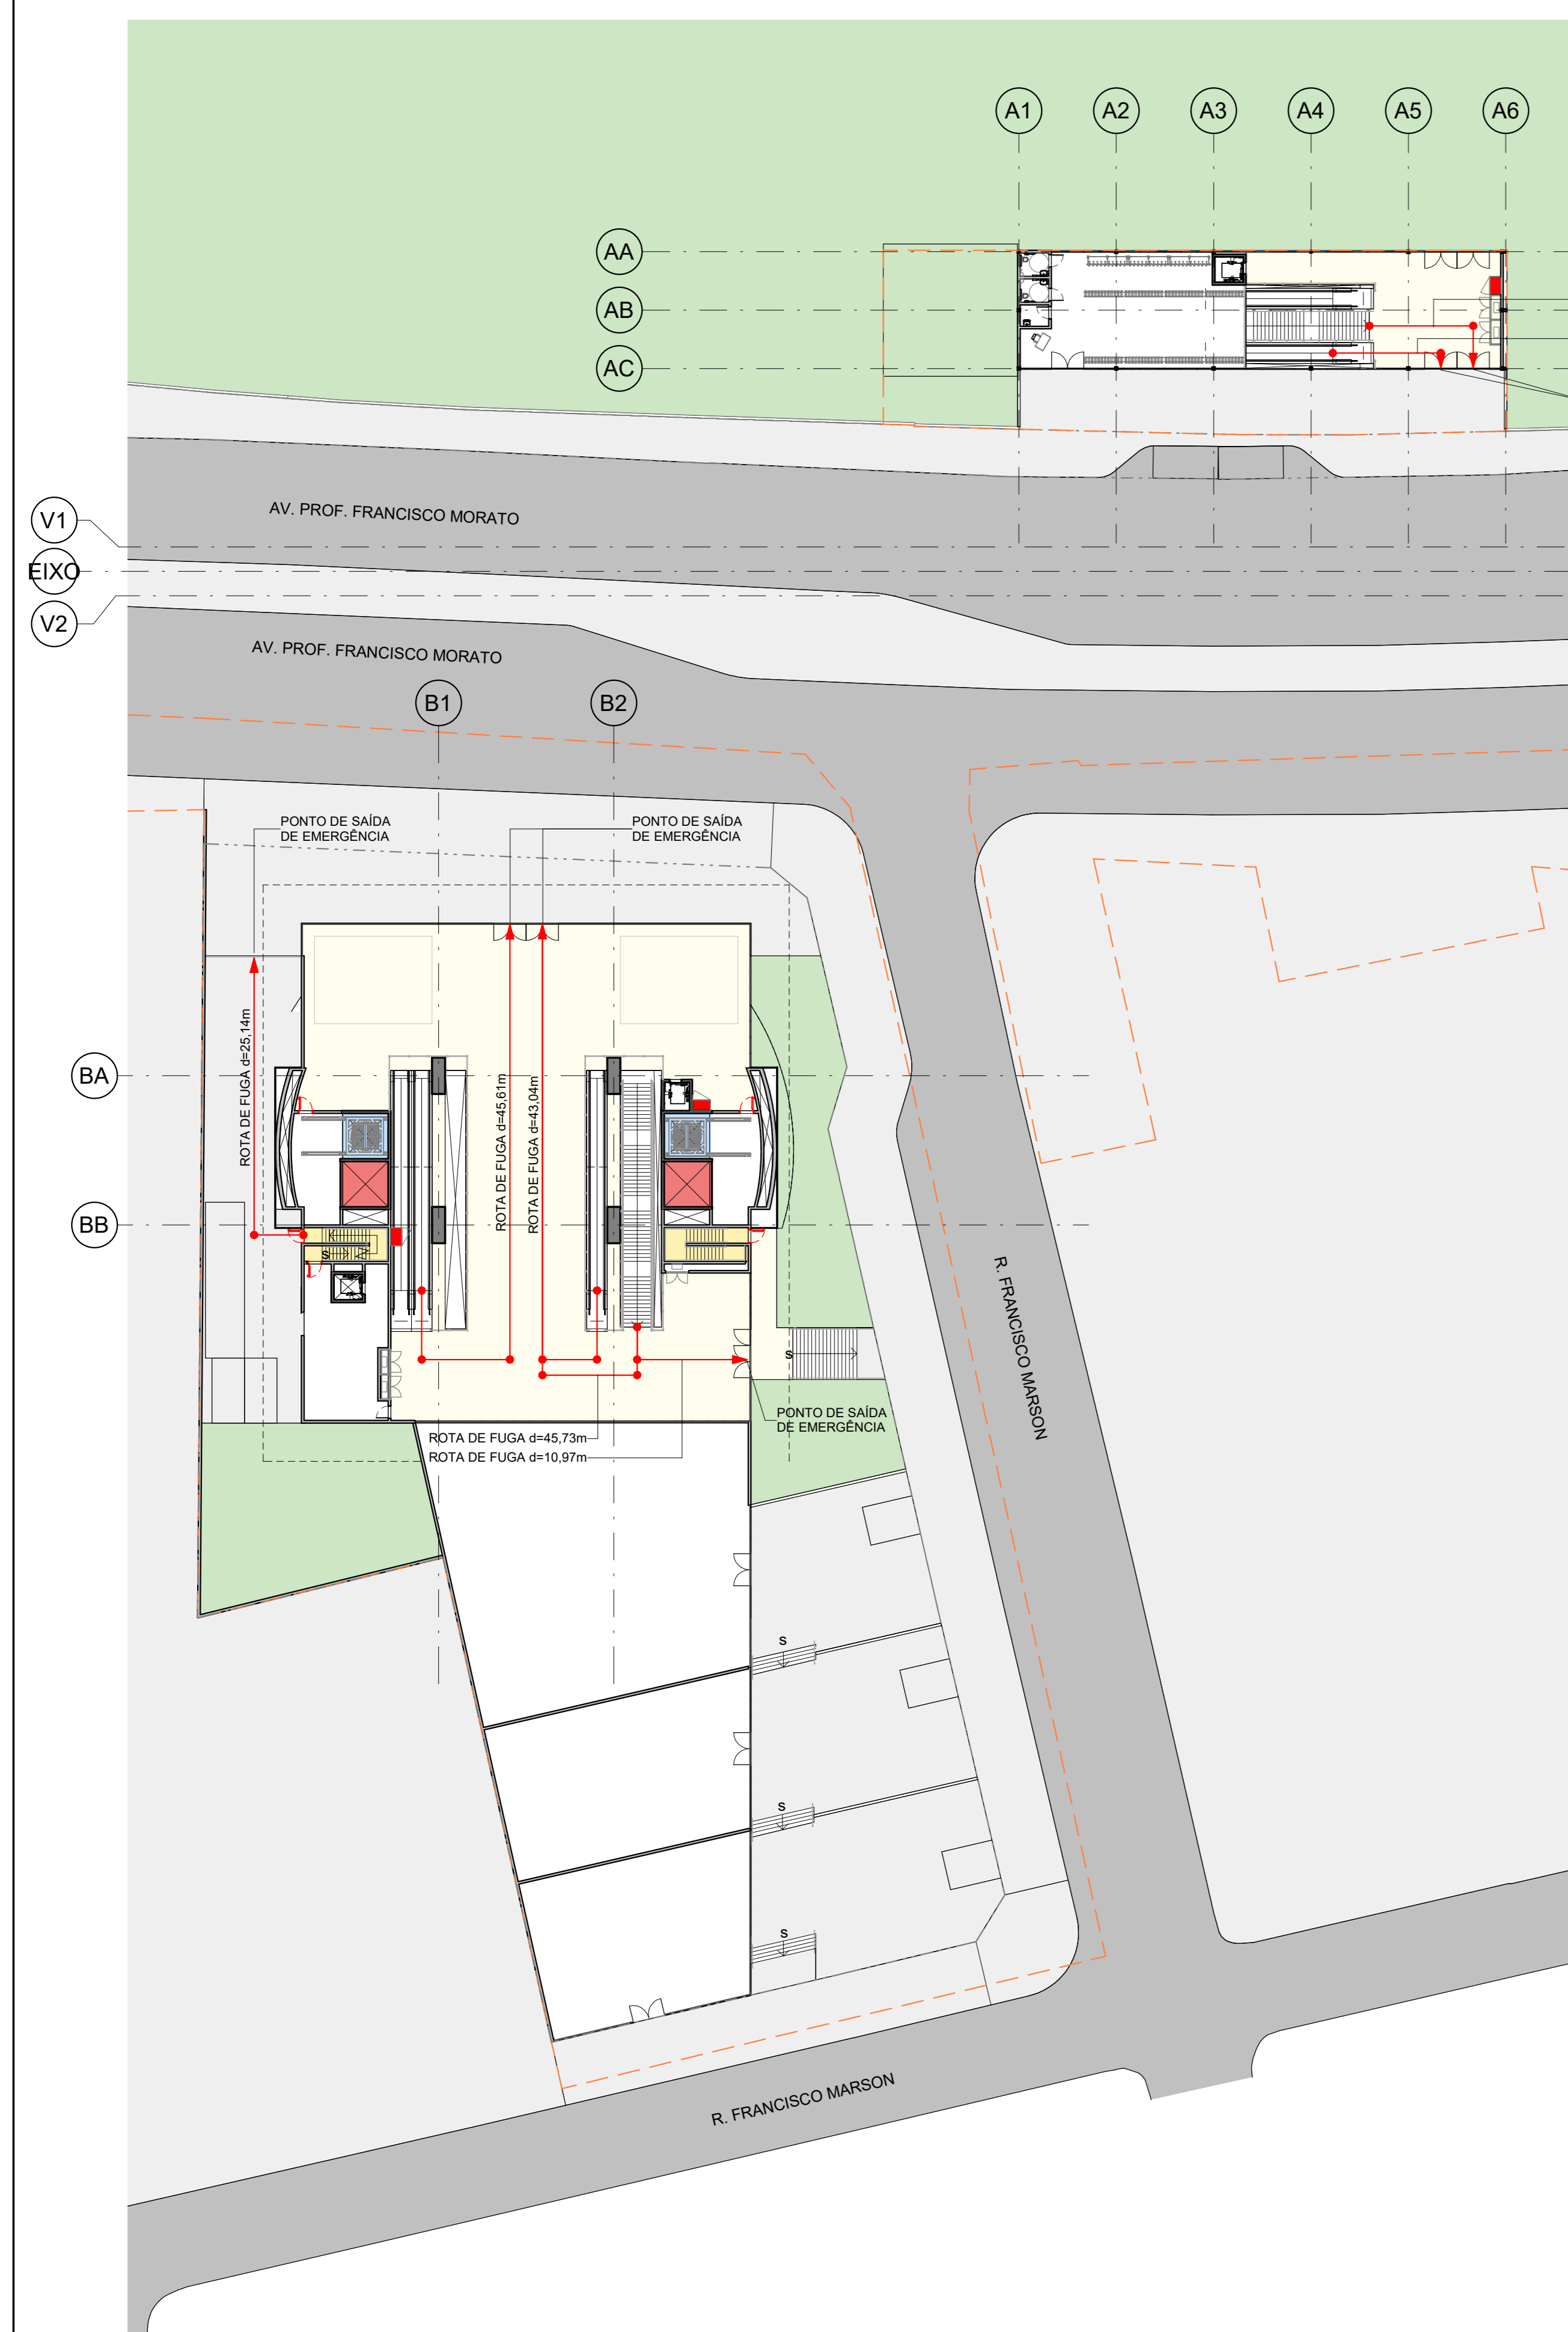 A1
A2
A3
A4
A5
A6
AA
AB
AC
V1
EIXO
V2
AV. PROF. FRANCISCO MORATO
AV. PROF. FRANCISCO MORATO
B1
B2
PONTO DE SAÍDA
DE EMERGÊNCIA
PONTO DE SAÍDA
DE EMERGÊNCIA
ROTA DE FUGA d=25,14m
ROTA DE FUGA d=45,61m
ROTA DE FUGA d=43,04m
BA
BB
S
S
R. FRANCISCO MARSON
PONTO DE SAÍDA
DE EMERGÊNCIA
ROTA DE FUGA d=45,73m
ROTA DE FUGA d=10,97m
S
S
S
R. FRANCISCO MARSON